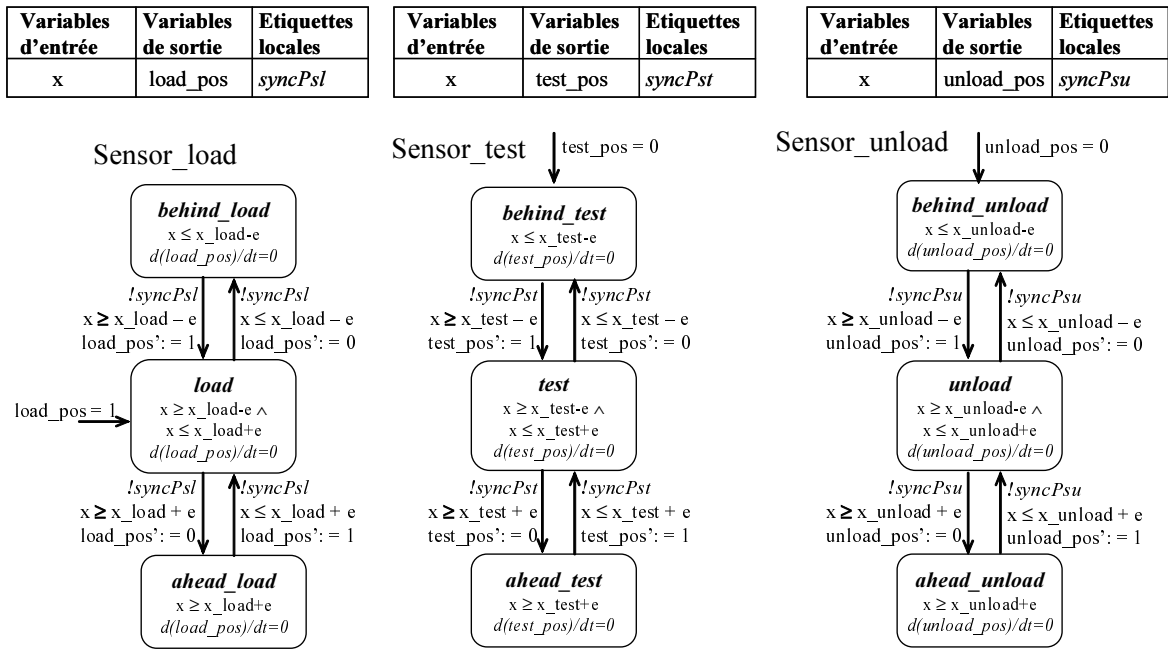 Variables d'entrée
Variables de sortie
Etiquettes locales
x
load_pos
syncPsl
Variables d'entrée
Variables de sortie
Etiquettes locales
x
test_pos
syncPst
Variables d'entrée
Variables de sortie
Etiquettes locales
x
unload_pos
syncPsu
Sensor_load
behind_load
x ≤ x_load-e
d(load_pos)/dt=0
!syncPsl
x ≥ x_load – e
load_pos': = 1
!syncPsl
x ≤ x_load – e
load_pos': = 0
load_pos = 1
load
x ≥ x_load-e ∧
x ≤ x_load+e
d(load_pos)/dt=0
!syncPsl
x ≥ x_load + e
load_pos': = 0
!syncPsl
x ≤ x_load + e
load_pos': = 1
ahead_load
x ≥ x_load+e
d(load_pos)/dt=0
Sensor_test
test_pos = 0
behind_test
x ≤ x_test-e
d(test_pos)/dt=0
!syncPst
x ≥ x_test – e
test_pos': = 1
!syncPst
x ≤ x_test – e
test_pos': = 0
test
x ≥ x_test-e ∧
x ≤ x_test+e
d(test_pos)/dt=0
!syncPst
x ≥ x_test + e
test_pos': = 0
!syncPst
x ≤ x_test + e
test_pos': = 1
ahead_test
x ≥ x_test+e
d(test_pos)/dt=0
Sensor_unload
unload_pos = 0
behind_unload
x ≤ x_unload-e
d(unload_pos)/dt=0
!syncPsu
x ≥ x_unload – e
unload_pos': = 1
!syncPsu
x ≤ x_unload – e
unload_pos': = 0
unload
x ≥ x_unload-e ∧
x ≤ x_unload+e
d(unload_pos)/dt=0
!syncPsu
x ≥ x_unload + e
unload_pos': = 0
!syncPsu
x ≤ x_unload + e
unload_pos': = 1
ahead_unload
x ≥ x_unload+e
d(unload_pos)/dt=0